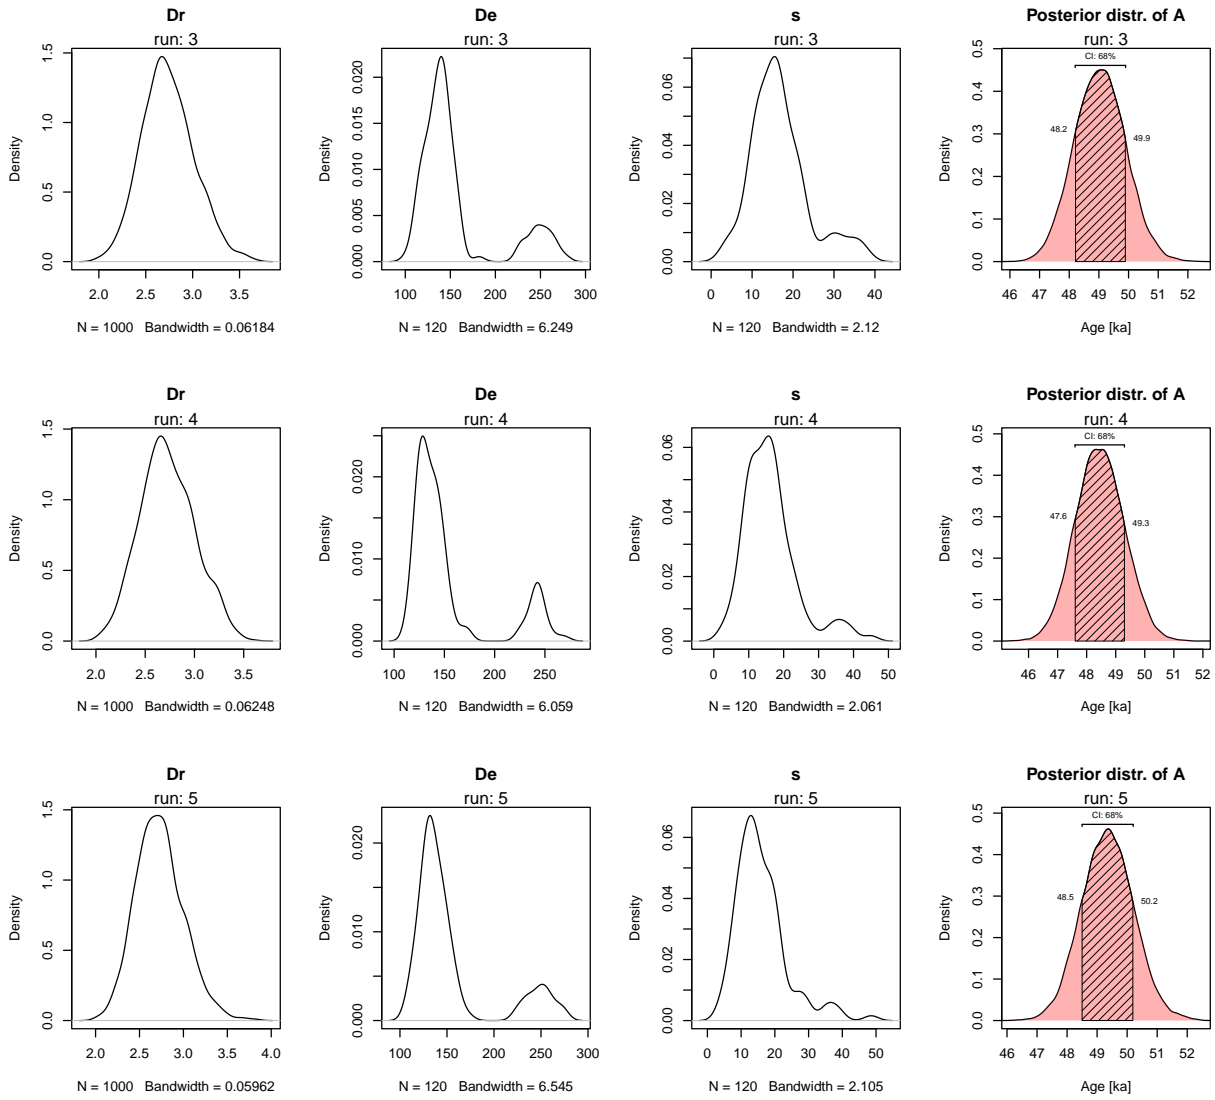 Dr De s Posterior distr. of A
run: 3 run: 3 run: 3 run: 3
CI: 68%
48.2 49.9
Density Density Density Density
0.0 0.5 1.0 1.5
0.000 0.005 0.010 0.015 0.020
0.00 0.02 0.04 0.06
0.0 0.1 0.2 0.3 0.4 0.5
2.0 2.5 3.0 3.5 100 150 200 250 300 0 10 20 30 40 46 47 48 49 50 51 52
N = 1000 Bandwidth = 0.06184 N = 120 Bandwidth = 6.249 N = 120 Bandwidth = 2.12 Age [ka]
Dr De s Posterior distr. of A
run: 4 run: 4 run: 4 run: 4
CI: 68%
47.6 49.3
Density Density Density Density
0.0 0.5 1.0 1.5
0.000 0.010 0.020
0.00 0.02 0.04 0.06
0.0 0.1 0.2 0.3 0.4 0.5
2.0 2.5 3.0 3.5 100 150 200 250 0 10 20 30 40 50 46 47 48 49 50 51 52
N = 1000 Bandwidth = 0.06248 N = 120 Bandwidth = 6.059 N = 120 Bandwidth = 2.061 Age [ka]
Dr De s Posterior distr. of A
run: 5 run: 5 run: 5 run: 5
CI: 68%
48.5 50.2
Density Density Density Density
0.0 0.5 1.0 1.5
0.000 0.010 0.020
0.00 0.02 0.04 0.06
0.0 0.1 0.2 0.3 0.4 0.5
2.0 2.5 3.0 3.5 4.0 100 150 200 250 300 0 10 20 30 40 50 46 47 48 49 50 51 52
N = 1000 Bandwidth = 0.05962 N = 120 Bandwidth = 6.545 N = 120 Bandwidth = 2.105 Age [ka]